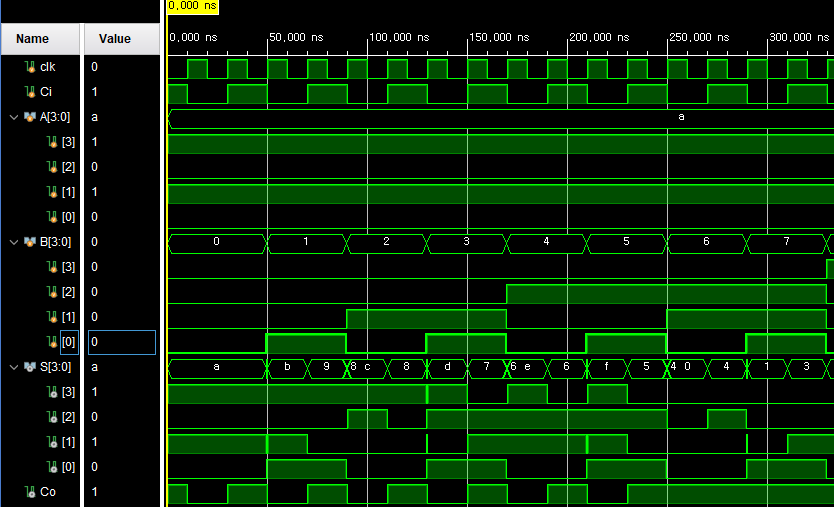 0,000 ns
Name Value 0,000 ns 50,000 ns 100,000 ns 150,000 ns 200,000 ns 250,000 ns 300,000 ns
clk 0
Ci 1
A[3:0] a a
[3] 1
[2] 0
[1] 1
[0] 0
B[3:0] 0 0 1 2 3 4 5 6 7
[3] 0
[2] 0
[1] 0
[0] 0
S[3:0] a a b 9 8 c 8 d 7 6 e 6 f 5 4 0 4 1 3
[3] 1
[2] 0
[1] 1
[0] 0
Co 1